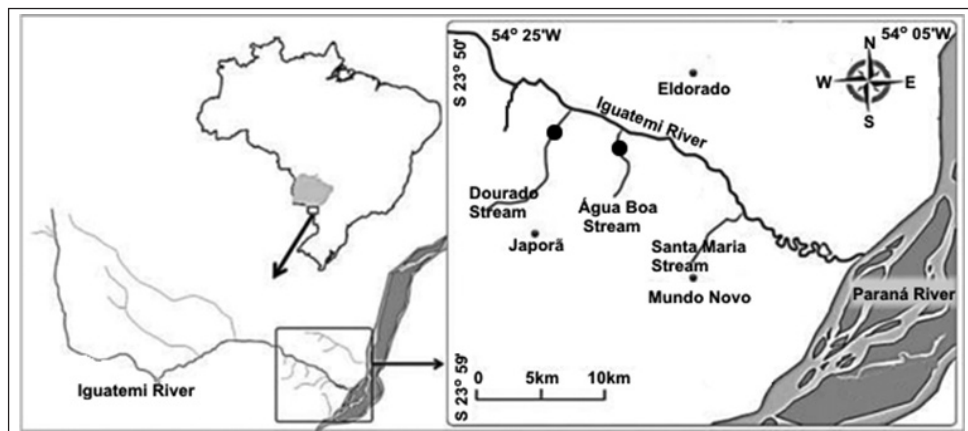 Iguatemi River
54° 25'W
54° 05'W
S 23° 50'
N
W
E
S
Eldorado
Iguatemi River
Dourado
Stream
Água Boa
Stream
Japorã
Santa Maria
Stream
Mundo Novo
Paraná River
0
5km
10km
S 23° 59'